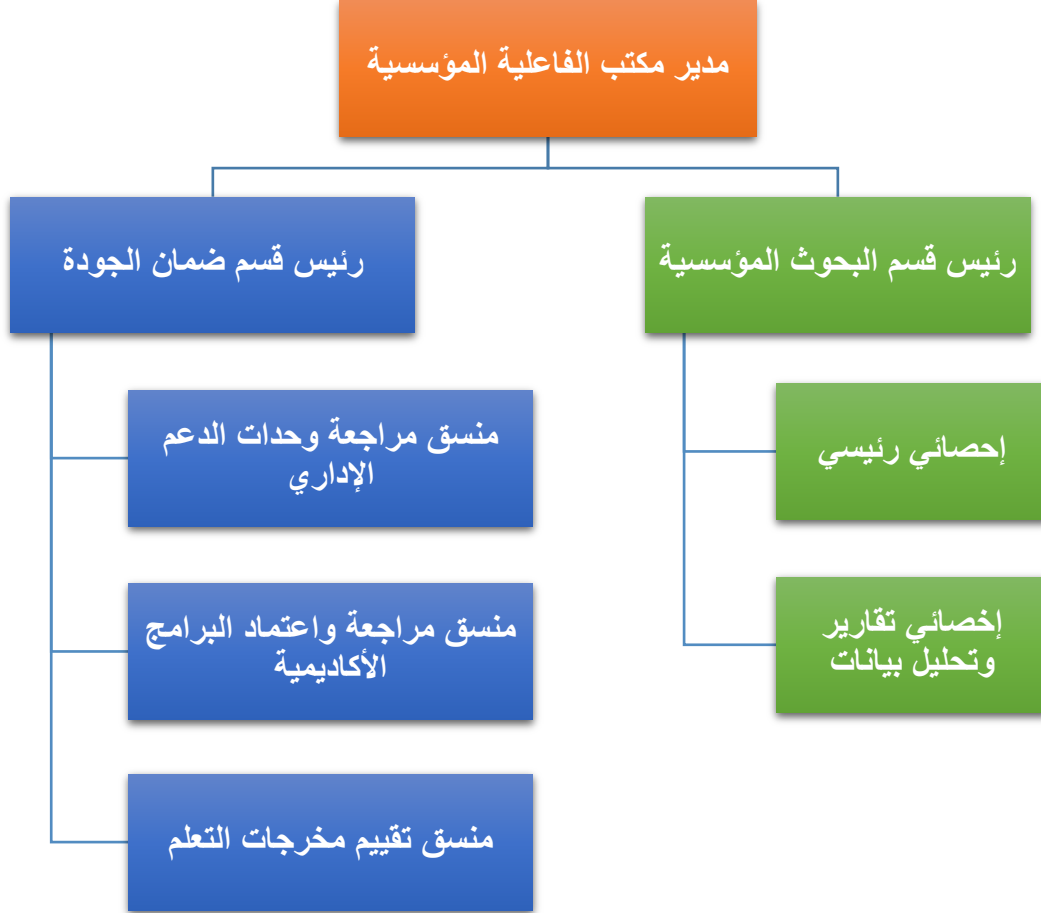 مدير مكتب الفاعلية المؤسسية
رئيس قسم البحوث المؤسسية
إحصائي رئيسي
إخصائي تقارير
وتحليل بيانات
رئيس قسم ضمان الجودة
منسق مراجعة وحدات الدعم
الإداري
منسق مراجعة واعتماد البرامج
الأكاديمية
منسق تقييم مخرجات التعلم